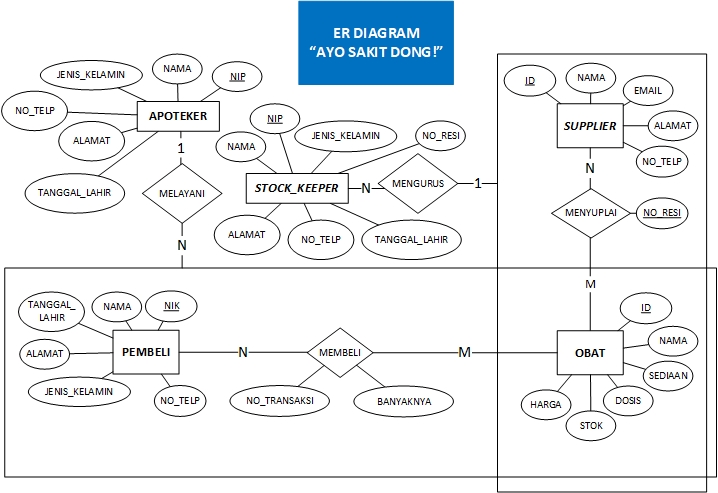 ER DIAGRAM
“AYO SAKIT DONG!”
JENIS_KELAMIN
NAMA
NIP
NO_TELP
APOTEKER
ALAMAT
TANGGAL_LAHIR
1
MELAYANI
N
NIP
JENIS_KELAMIN
NO_RESI
NAMA
STOCK_KEEPER
N
MENGURUS
1
ALAMAT
NO_TELP
TANGGAL_LAHIR
ID
NAMA
EMAIL
SUPPLIER
ALAMAT
NO_TELP
N
MENYUPLAI
NO_RESI
M
TANGGAL_
LAHIR
NAMA
NIK
ALAMAT
PEMBELI
JENIS_KELAMIN
NO_TELP
N
MEMBELI
M
NO_TRANSAKSI
BANYAKNYA
ID
NAMA
OBAT
SEDIAAN
HARGA
DOSIS
STOK